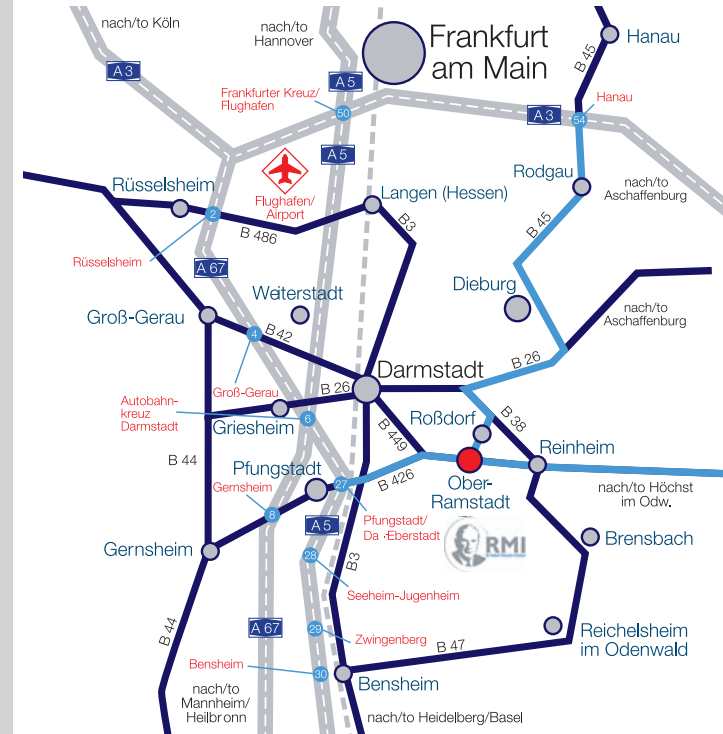 nach/to Köln
nach/to
Hannover
Frankfurt
am Main
Hanau
B 45
A 3
A 5
Frankfurter Kreuz/
Flughafen
50
A 3
54
Hanau
A 5
Rüsselsheim
Flughafen/
Airport
Langen (Hessen)
Rodgau
nach/to
Aschaffenburg
2
B 486
B3
B 45
Rüsselsheim
A 67
Weiterstadt
Dieburg
Groß-Gerau
nach/to
Aschaffenburg
4
B 42
B 26
Darmstadt
Groß-Gerau
B 26
Autobahn-
kreuz
Darmstadt
6
Griesheim
B 449
Roßdorf
B 38
Reinheim
B 44
Pfungstadt
B 426
Ober-
Ramstadt
nach/to Höchst
im Odw.
Gernsheim
27
8
A 5
Pfungstadt/
Da.-Eberstadt
RMI
Brensbach
Gernsheim
28
B3
Seeheim-Jugenheim
B 44
A 67
29
Zwingenberg
Reichelsheim
im Odenwald
B 47
Bensheim
30
Bensheim
nach/to
Mannheim/
Heilbronn
nach/to Heidelberg/Basel